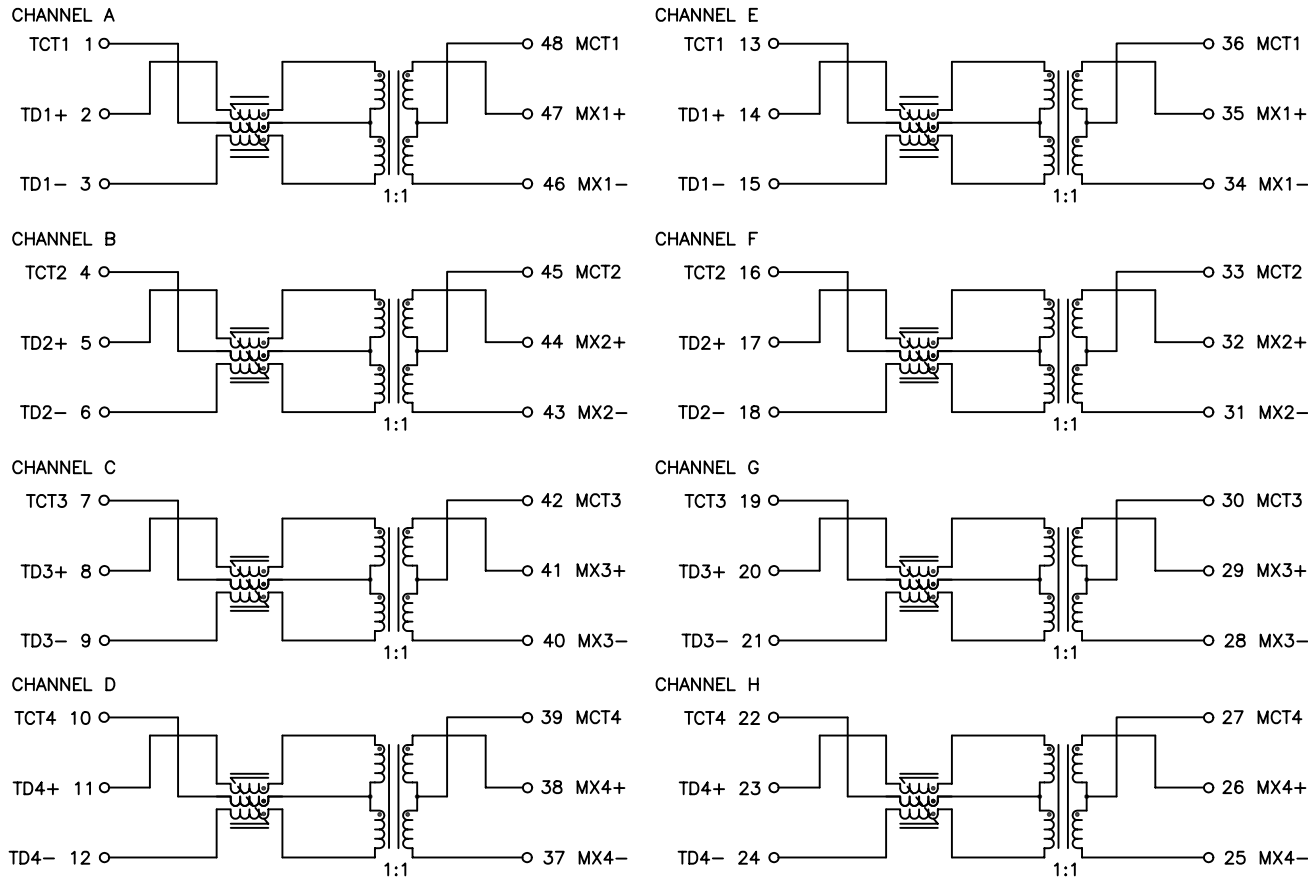 CHANNEL A
TCT1 1 48 MCT1
TD1+ 2 47 MX1+
TD1- 3 46 MX1-
1:1
CHANNEL B
TCT2 4 45 MCT2
TD2+ 5 44 MX2+
TD2- 6 43 MX2-
1:1
CHANNEL C
TCT3 7 42 MCT3
TD3+ 8 41 MX3+
TD3- 9 40 MX3-
1:1
CHANNEL D
TCT4 10 39 MCT4
TD4+ 11 38 MX4+
TD4- 12 37 MX4-
1:1
CHANNEL E
TCT1 13 36 MCT1
TD1+ 14 35 MX1+
TD1- 15 34 MX1-
1:1
CHANNEL F
TCT2 16 33 MCT2
TD2+ 17 32 MX2+
TD2- 18 31 MX2-
1:1
CHANNEL G
TCT3 19 30 MCT3
TD3+ 20 29 MX3+
TD3- 21 28 MX3-
1:1
CHANNEL H
TCT4 22 27 MCT4
TD4+ 23 26 MX4+
TD4- 24 25 MX4-
1:1